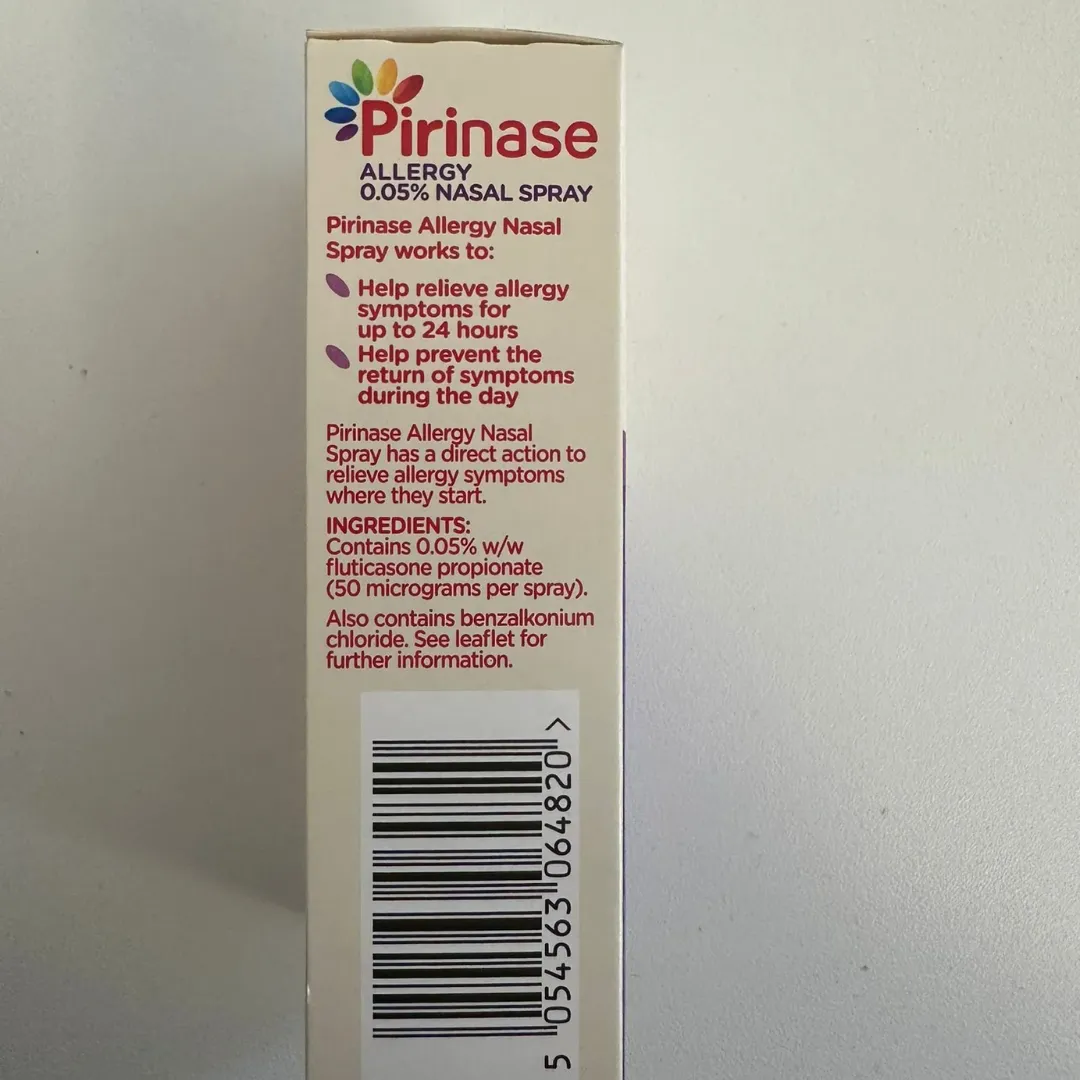 Pirinase
ALLERGY
0.05% NASAL SPRAY
Pirinase Allergy Nasal
Spray works to:
Help relieve allergy
symptoms for
up to 24 hours
Help prevent the
return of symptoms
during the day
Pirinase Allergy Nasal
Spray has a direct action to
relieve allergy symptoms
where they start.
INGREDIENTS:
Contains 0.05% w/w
fluticasone propionate
(50 micrograms per spray).
Also contains benzalkonium
chloride. See leaflet for
further information.
5 054563 064820 >